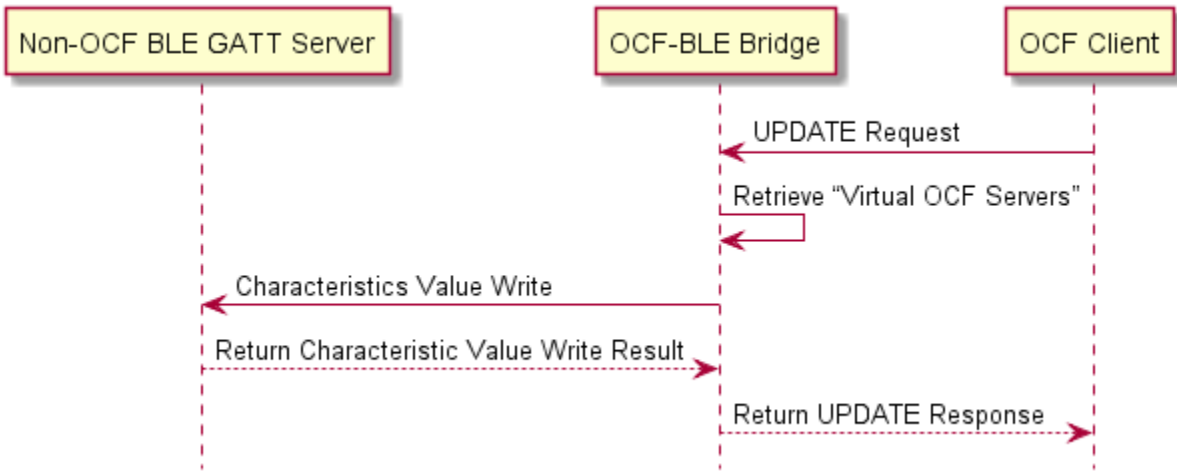 Non-OCF BLE GATT Server
OCF-BLE Bridge
OCF Client
UPDATE Request
Retrieve “Virtual OCF Servers”
Characteristics Value Write
Return Characteristic Value Write Result
Return UPDATE Response